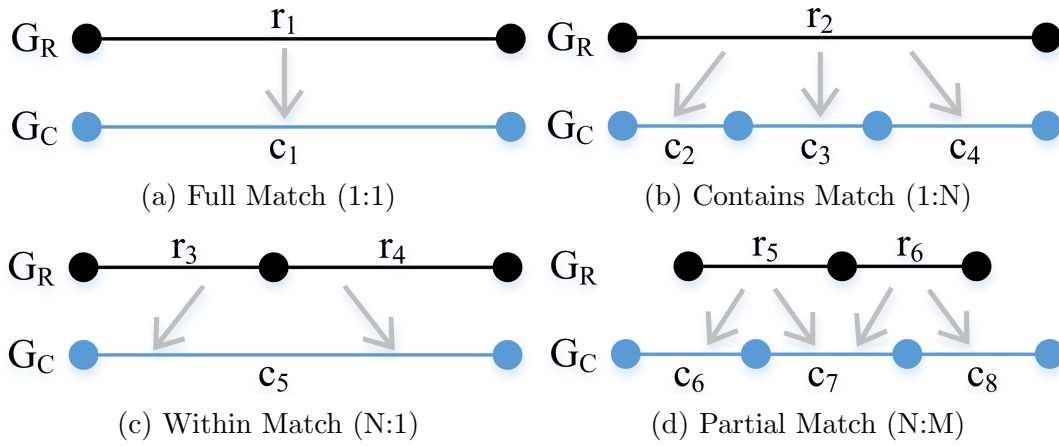 G_R r_1
G_C
c_1
(a) Full Match (1:1)
G_R r_2
G_C
c_2 c_3 c_4
(b) Contains Match (1:N)
G_R r_3 r_4
G_C
c_5
(c) Within Match (N:1)
G_R r_5 r_6
G_C
c_6 c_7 c_8
(d) Partial Match (N:M)